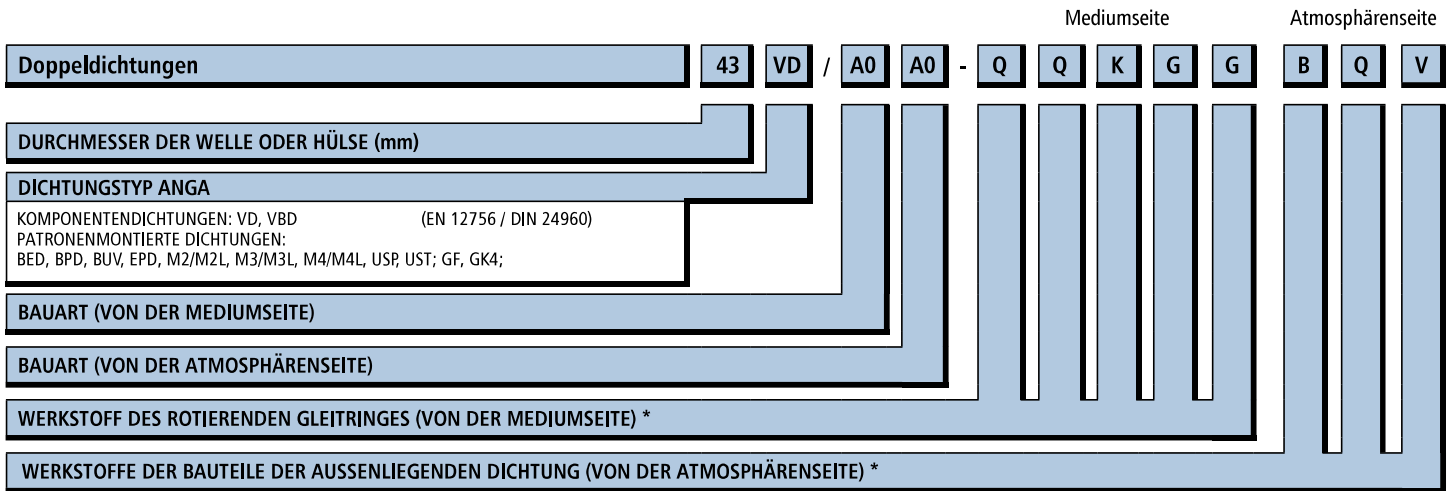 Mediumseite Atmosphärenseite
Doppeldichtungen 43 VD / A0 A0 - Q Q K G G B Q V
DURCHMESSER DER WELLE ODER HÜLSE (mm)
DICHTUNGSTYP ANGA
KOMPONENTENDICHTUNGEN: VD, VBD (EN 12756 / DIN 24960)
PATRONENMONTIERTE DICHTUNGEN:
BED, BPD, BUV, EPD, M2/M2L, M3/M3L, M4/M4L, USP, UST; GF, GK4;
BAUART (VON DER MEDIUMSEITE)
BAUART (VON DER ATMOSPHÄRENSEITE)
WERKSTOFF DES ROTIERENDEN GLEITRINGES (VON DER MEDIUMSEITE) *
WERKSTOFFE DER BAUTEILE DER AUSSENLIEGENDEN DICHTUNG (VON DER ATMOSPHÄRENSEITE) *